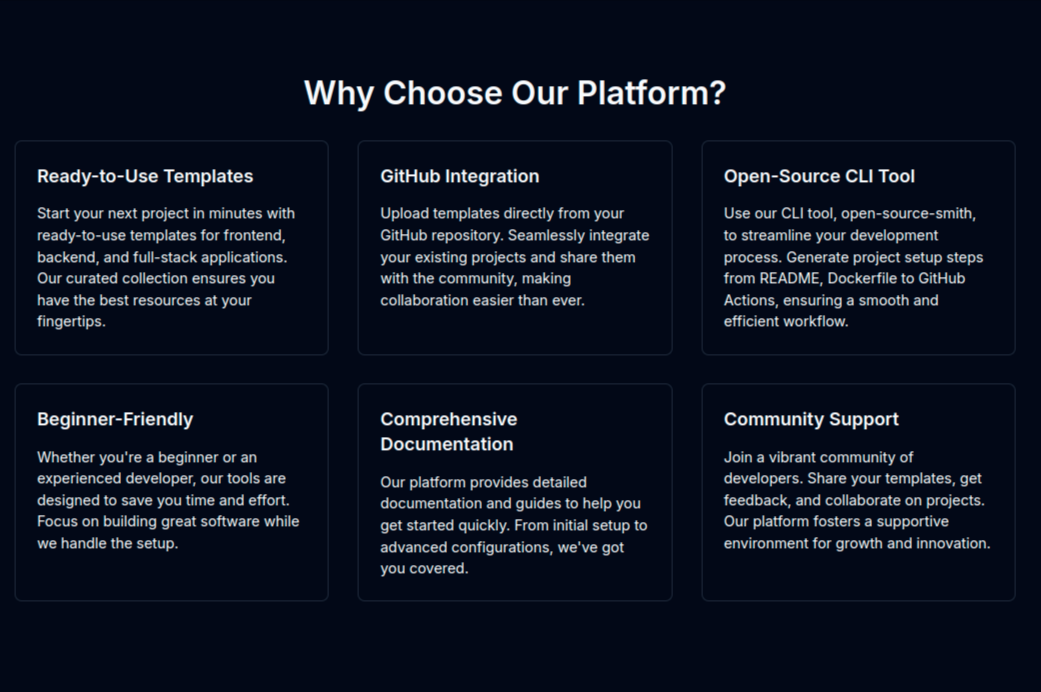 Why Choose Our Platform?
Ready-to-Use Templates
Start your next project in minutes with
ready-to-use templates for frontend,
backend, and full-stack applications.
Our curated collection ensures you
have the best resources at your
fingertips.
GitHub Integration
Upload templates directly from your
GitHub repository. Seamlessly integrate
your existing projects and share them
with the community, making
collaboration easier than ever.
Open-Source CLI Tool
Use our CLI tool, open-source-smith,
to streamline your development
process. Generate project setup steps
from README, Dockerfile to GitHub
Actions, ensuring a smooth and
efficient workflow.
Beginner-Friendly
Whether you're a beginner or an
experienced developer, our tools are
designed to save you time and effort.
Focus on building great software while
we handle the setup.
Comprehensive
Documentation
Our platform provides detailed
documentation and guides to help you
get started quickly. From initial setup to
advanced configurations, we've got
you covered.
Community Support
Join a vibrant community of
developers. Share your templates, get
feedback, and collaborate on projects.
Our platform fosters a supportive
environment for growth and innovation.